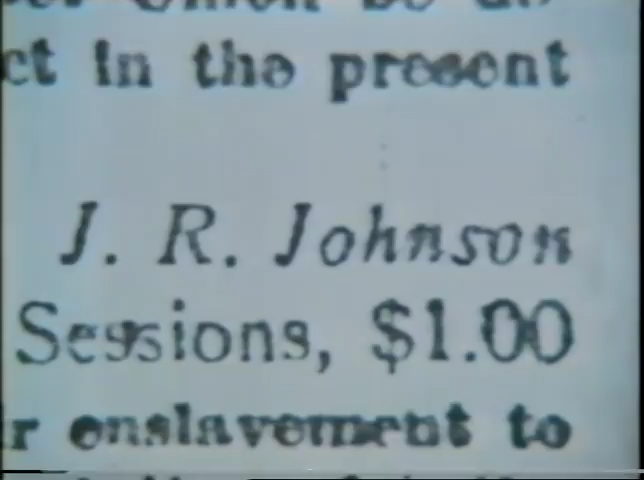 ct in the present
J. R. Johnson
Sessions, $1.00
r enslavement to